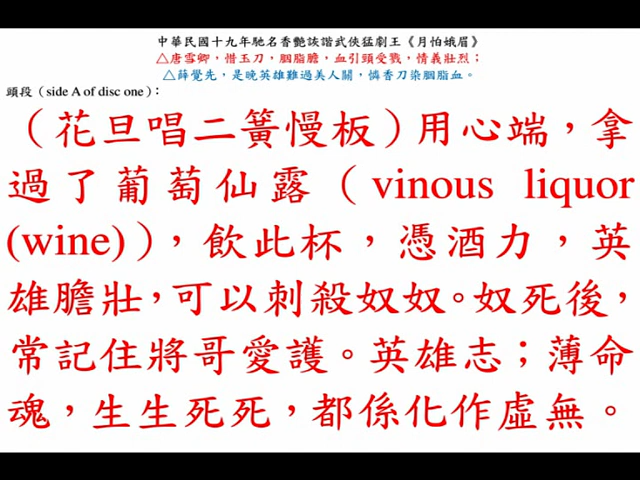 中華民國十九年馳名香艷詼諧武俠猛劇王《月怕娥眉》
△唐雪卿，惜玉刀，胭脂膽，血引頸受戮，情義壯烈；
△薛覺先，是晚英雄難過美人關，憐香刀染胭脂血。
頭段（side A of disc one）：
（花旦唱二簧慢板）用心端，拿
過了葡萄仙露（vinous liquor
(wine)），飲此杯，憑酒力，英
雄膽壯，可以刺殺奴奴。奴死後，
常記住將哥愛護。英雄志；薄命
魂，生生死死，都係化作虛無。